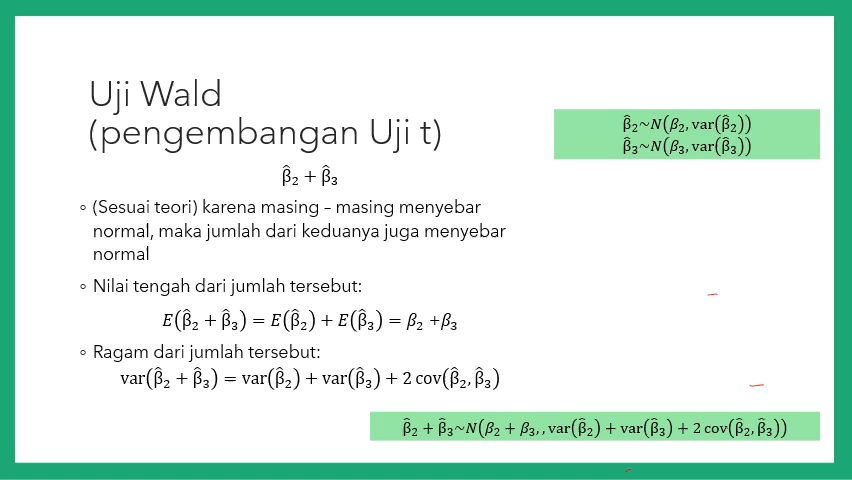 Uji Wald
(pengembangan Uji t)
β̂₂~N(β₂, var(β̂₂))
β̂₃~N(β₃, var(β̂₃))
β̂₂ + β̂₃
◦ (Sesuai teori) karena masing – masing menyebar
normal, maka jumlah dari keduanya juga menyebar
normal
◦ Nilai tengah dari jumlah tersebut:
E(β̂₂ + β̂₃) = E(β̂₂) + E(β̂₃) = β₂ +β₃
◦ Ragam dari jumlah tersebut:
var(β̂₂ + β̂₃) = var(β̂₂) + var(β̂₃) + 2 cov(β̂₂, β̂₃)
β̂₂ + β̂₃~N(β₂ + β₃, , var(β̂₂) + var(β̂₃) + 2 cov(β̂₂, β̂₃))